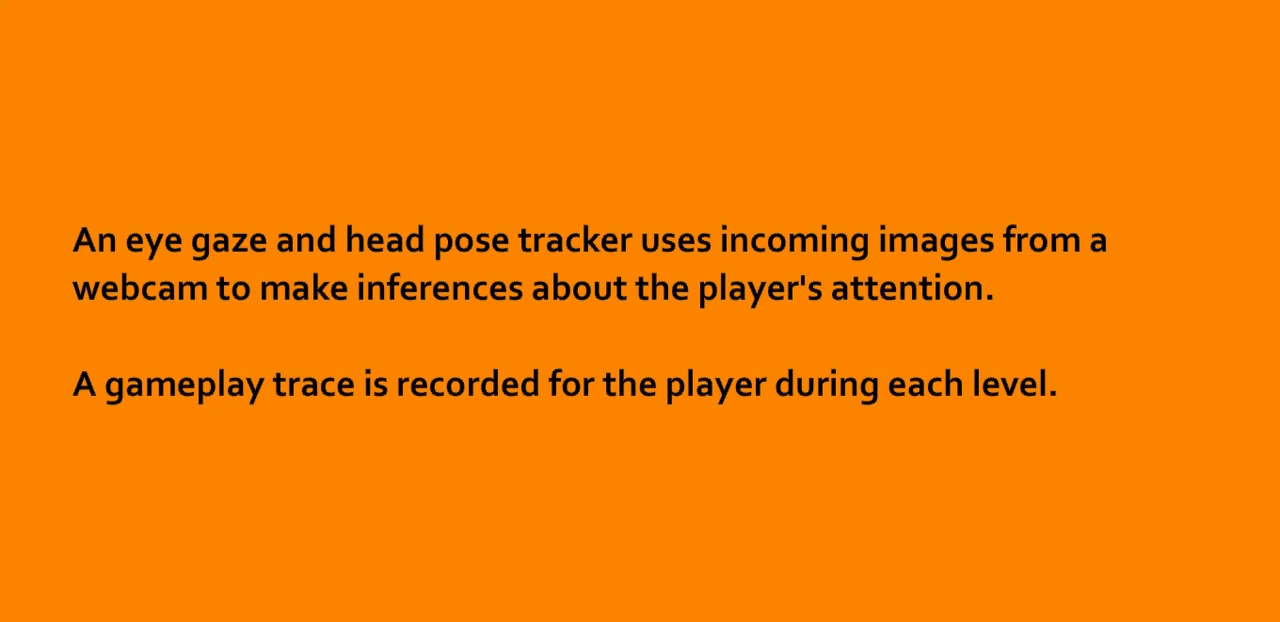 An eye gaze and head pose tracker uses incoming images from a
webcam to make inferences about the player's attention.
A gameplay trace is recorded for the player during each level.